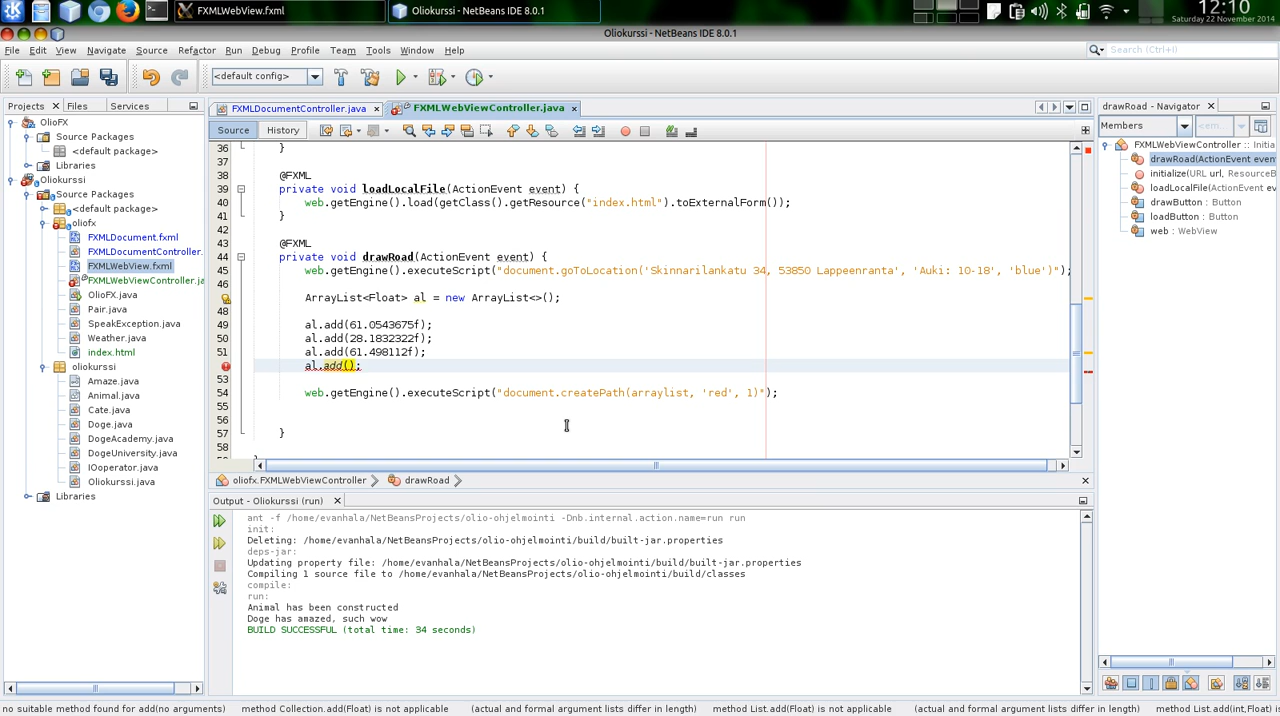 FXMLWebView.fxml
Oliokurssi - NetBeans IDE 8.0.1
12:10
Saturday 22 November 2014
Oliokurssi - NetBeans IDE 8.0.1
File Edit View Navigate Source Refactor Run Debug Profile Team Tools Window Help
Search (Ctrl+I)
<default config>
Projects Files Services
FXMLDocumentController.java
FXMLWebViewController.java
drawRoad - Navigator
Source History
Members
OlioFX
Source Packages
<default package>
Libraries
Oliokurssi
Source Packages
<default package>
oliofx
FXMLDocument.fxml
FXMLDocumentController.
FXMLWebView.fxml
FXMLWebViewController.ja
OlioFX.java
Pair.java
SpeakException.java
Weather.java
index.html
oliokurssi
Amaze.java
Animal.java
Cate.java
Doge.java
DogeAcademy.java
DogeUniversity.java
IOoperator.java
Oliokurssi.java
Libraries
36 }
37
38 @FXML
39 private void loadLocalFile(ActionEvent event) {
40 web.getEngine().load(getClass().getResource("index.html").toExternalForm());
41 }
42
43 @FXML
44 private void drawRoad(ActionEvent event) {
45 web.getEngine().executeScript("document.goToLocation('Skinnarilankatu 34, 53850 Lappeenranta', 'Auki: 10-18', 'blue')");
46
ArrayList<Float> al = new ArrayList<>();
48
49 al.add(61.0543675f);
50 al.add(28.1832322f);
51 al.add(61.498112f);
al.add();
53
54 web.getEngine().executeScript("document.createPath(arraylist, 'red', 1)");
55
56
57 }
58
FXMLWebViewController :: Initia
drawRoad(ActionEvent event
initialize(URL url, ResourceB
loadLocalFile(ActionEvent ev
drawButton : Button
loadButton : Button
web : WebView
oliofx.FXMLWebViewController drawRoad
Output - Oliokurssi (run)
ant -f /home/evanhala/NetBeansProjects/olio-ohjelmointi -Dnb.internal.action.name=run run
init:
Deleting: /home/evanhala/NetBeansProjects/olio-ohjelmointi/build/built-jar.properties
deps-jar:
Updating property file: /home/evanhala/NetBeansProjects/olio-ohjelmointi/build/built-jar.properties
Compiling 1 source file to /home/evanhala/NetBeansProjects/olio-ohjelmointi/build/classes
compile:
run:
Animal has been constructed
Doge has amazed, such wow
BUILD SUCCESSFUL (total time: 34 seconds)
no suitable method found for add(no arguments) method Collection.add(Float) is not applicable (actual and formal argument lists differ in length) method List.add(Float) is not applicable (actual and formal argument lists differ in length) method List.add(int,Float) is